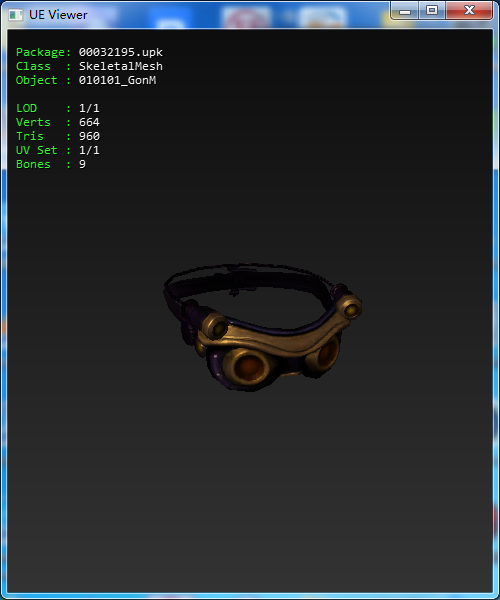 UE Viewer
Package: 00032195.upk
Class : SkeletalMesh
Object : 010101_GonM
LOD : 1/1
Verts : 664
Tris : 960
UV Set : 1/1
Bones : 9